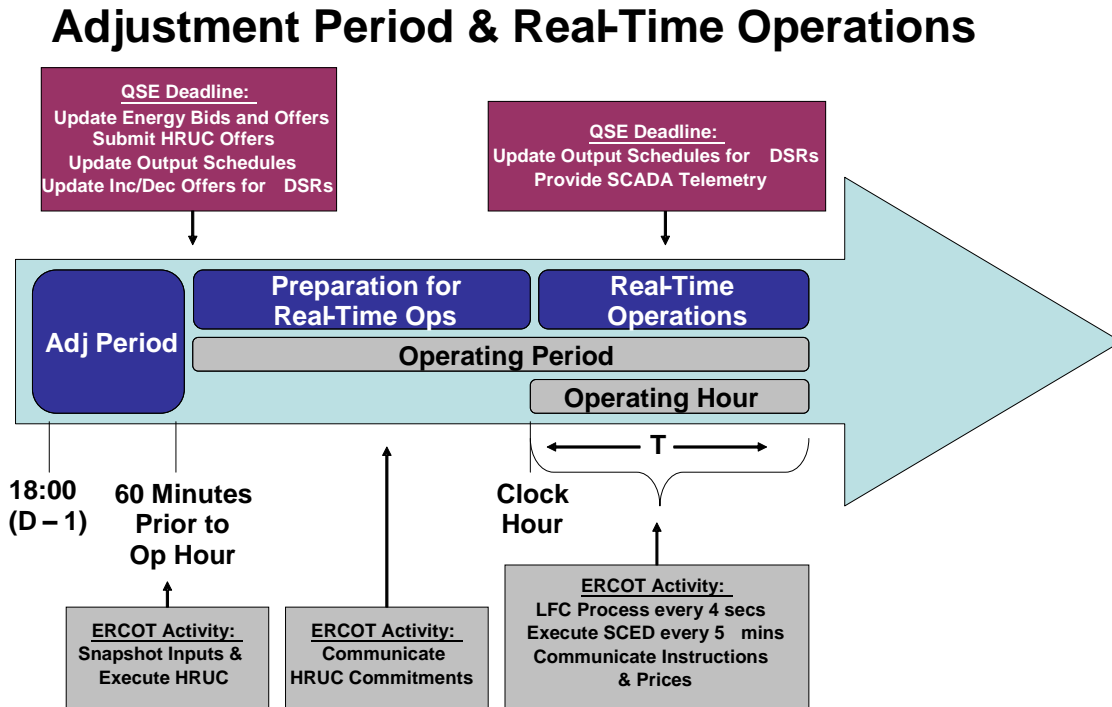 Adjustment Period & Real-Time Operations
QSE Deadline:
Update Energy Bids and Offers
Submit HRUC Offers
Update Output Schedules
Update Inc/Dec Offers for DSRs
QSE Deadline:
Update Output Schedules for DSRs
Provide SCADA Telemetry
Adj Period
Preparation for
Real-Time Ops
Real-Time
Operations
Operating Period
Operating Hour
T
18:00
(D – 1)
60 Minutes
Prior to
Op Hour
Clock
Hour
ERCOT Activity:
Snapshot Inputs &
Execute HRUC
ERCOT Activity:
Communicate
HRUC Commitments
ERCOT Activity:
LFC Process every 4 secs
Execute SCED every 5 mins
Communicate Instructions
& Prices